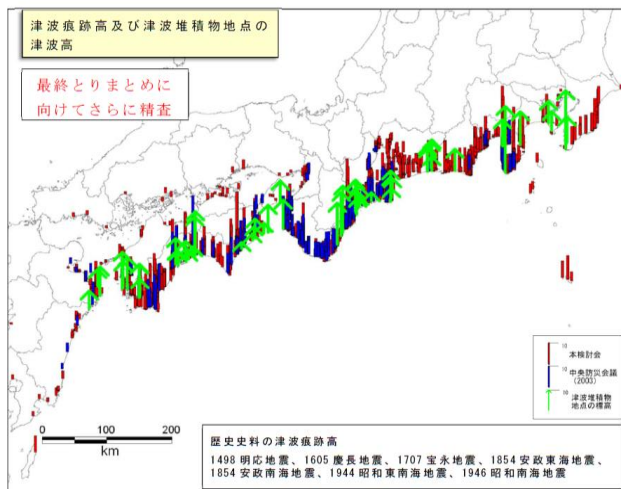 津波痕跡高及び津波堆積物地点の
津波高
最終とりまとめに
向けてさらに精査
10
本検討会
10
中央防災会議
(2003)
津波堆積物
地点の標高
0 100 200
km
歴史史料の津波痕跡高
1498 明応地震、1605 慶長地震、1707 宝永地震、1854 安政東海地震、
1854 安政南海地震、1944 昭和東南海地震、1946 昭和南海地震